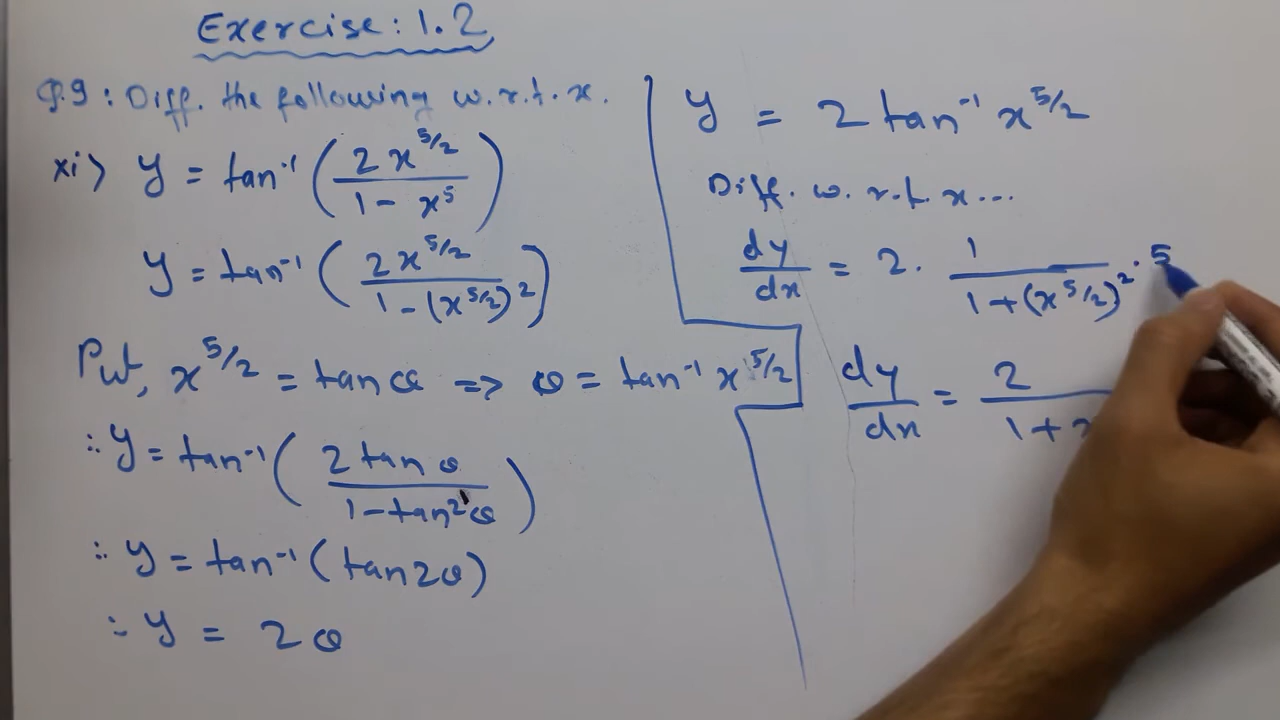 Exercise: 1.2
Q.9: Diff. the following w.r.t. x.
xi> y = tan⁻¹ ( 2x^5/2 / 1 - x⁵ )
y = tan⁻¹ ( 2x^5/2 / 1 - (x^5/2)² )
Put, x^5/2 = tan θ => θ = tan⁻¹ x^5/2
∴ y = tan⁻¹ ( 2 tan θ / 1 - tan²θ )
∴ y = tan⁻¹ (tan 2θ)
∴ y = 2θ
y = 2 tan⁻¹ x^5/2
Diff. w.r.t. x...
dy/dx = 2 · 1 / 1 + (x^5/2)² · 5
dy/dx = 2 / 1 + x